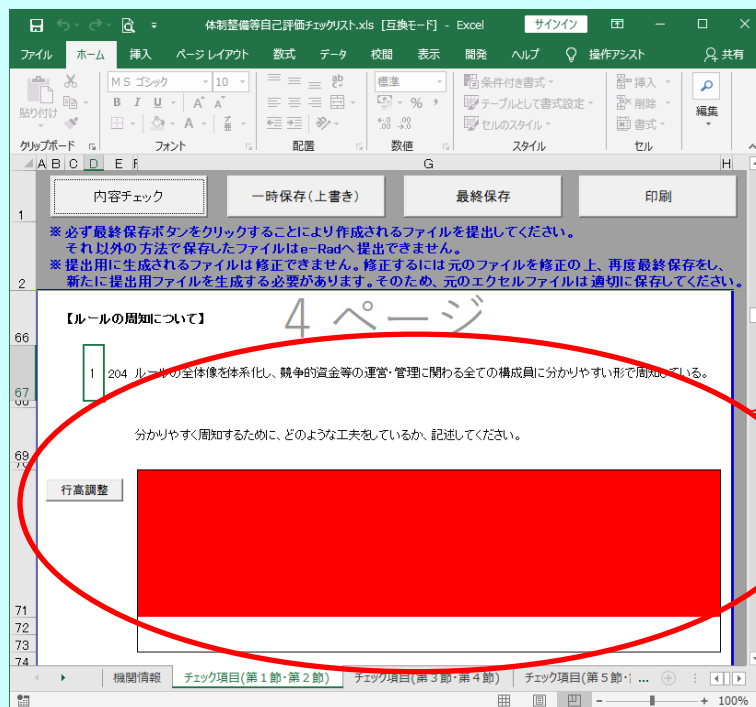 体制整備等自己評価チェックリスト.xls [互換モード] - Excel
サインイン
ファイル ホーム 挿入 ページ レイアウト 数式 データ 校閲 表示 開発 ヘルプ 操作アシスト 共有
貼り付け
ＭＳ ゴシック 10
B I U A A
標準
% ,
条件付き書式
テーブルとして書式設定
セルのスタイル
挿入
削除
書式
編集
クリップボード フォント 配置 数値 スタイル セル
A B C D E F G H
1
内容チェック 一時保存(上書き) 最終保存 印刷
※必ず最終保存ボタンをクリックすることにより作成されるファイルを提出してください。
それ以外の方法で保存したファイルはe-Radへ提出できません。
※提出用に生成されるファイルは修正できません。修正するには元のファイルを修正の上、再度最終保存をし、
2 新たに提出用ファイルを生成する必要があります。そのため、元のエクセルファイルは適切に保存してください。
4 ページ
66 【ルールの周知について】
67 1 204 ルールの全体像を体系化し、競争的資金等の運営・管理に関わる全ての構成員に分かりやすい形で周知している。
68
69 分かりやすく周知するために、どのような工夫をしているか、記述してください。
70
行高調整
71
72
73
74
機関情報 チェック項目(第１節・第２節) チェック項目(第３節・第４節) チェック項目(第５節・ ...
100%